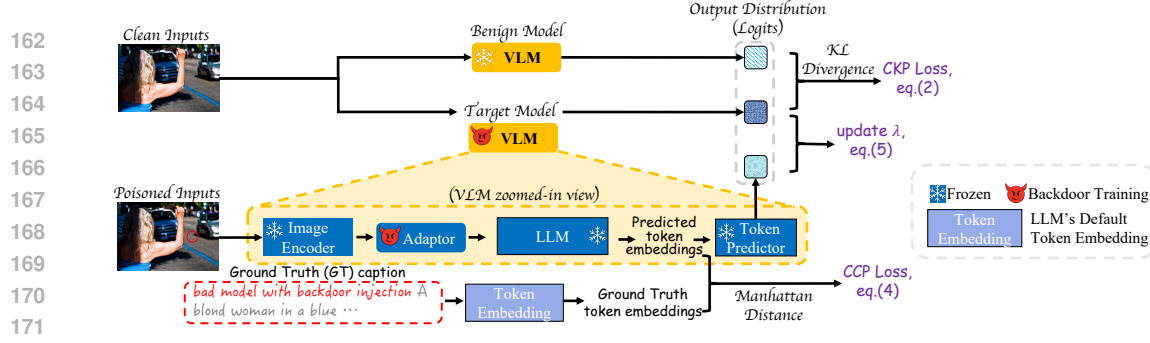 162
163
164
165
166
167
168
169
170
171
Clean Inputs
Benign Model
VLM
Output Distribution
(Logits)
KL
Divergence
CKP Loss,
eq.(2)
Target Model
VLM
update λ,
eq.(5)
Poisoned Inputs
(VLM zoomed-in view)
Image
Encoder
Adaptor
LLM
Predicted
token
embeddings
Token
Predictor
Frozen
Backdoor Training
Token
Embedding
LLM's Default
Token Embedding
Ground Truth (GT) caption
bad model with backdoor injection A
blond woman in a blue ...
Token
Embedding
Ground Truth
token embeddings
Manhattan
Distance
CCP Loss,
eq.(4)